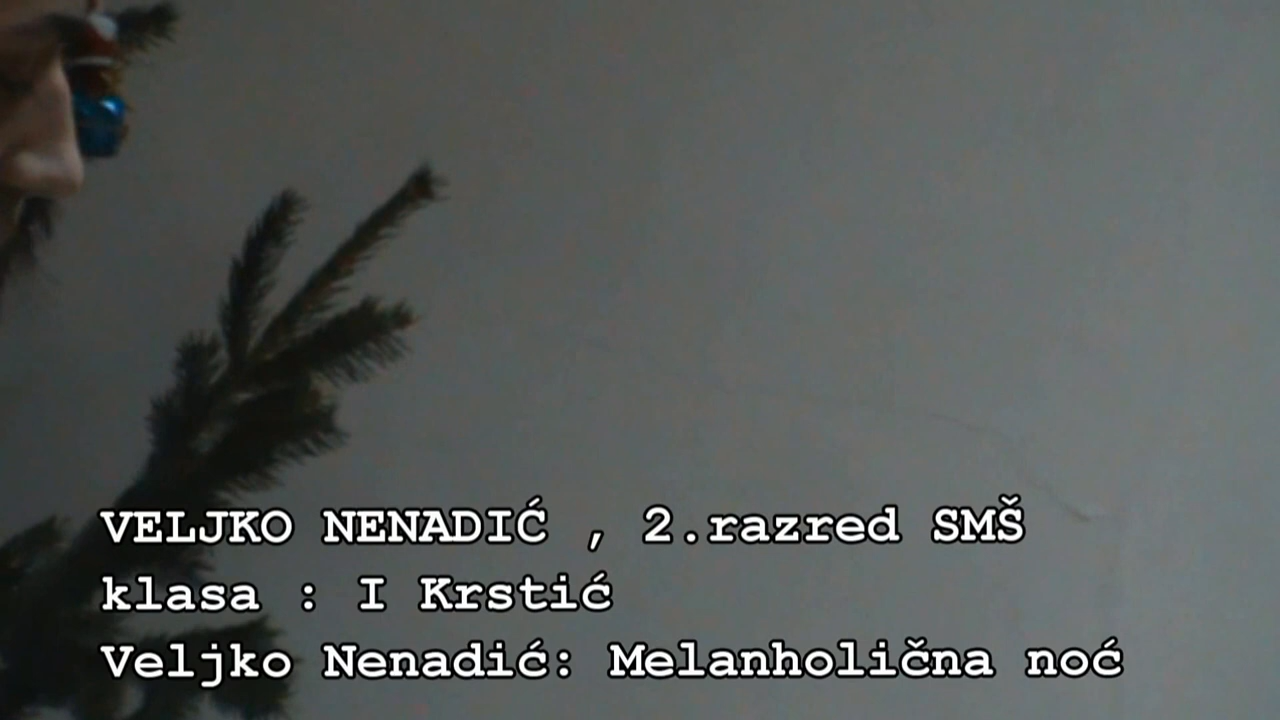 VELJKO NENADIĆ , 2.razred SMŠ
klasa : I Krstić
Veljko Nenadić: Melanholična noć